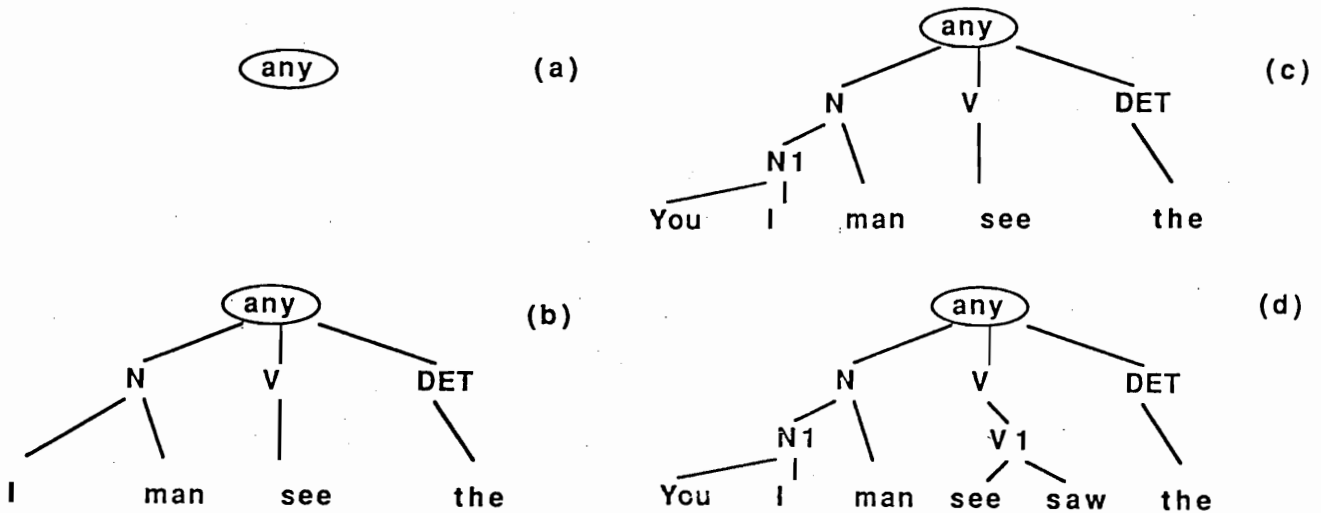 any (a)
any (c)
N V DET
N1
You I man see the
any (b)
N V DET
I man see the
any (d)
N V DET
N1 V1
You I man see saw the